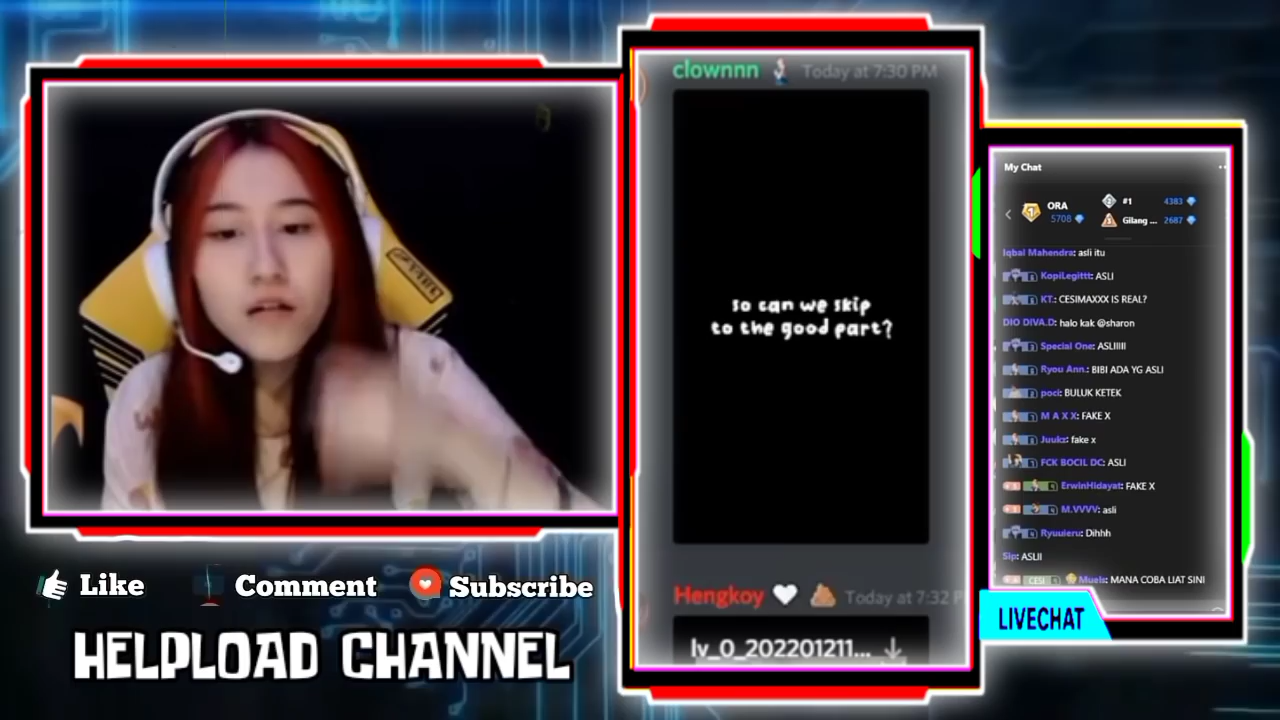 clownnn Today at 7:30 PM
so can we skip
to the good part?
Hengkoy Today at 7:32 P
lv_0_202201211...
My Chat
ORA
5708
#1 4383
Gilang ... 2687
Iqbal Mahendra: asli itu
KopiLegittt: ASLI
KT.: CESIMAXXX IS REAL?
DIO DIVA.D: halo kak @sharon
Special One: ASLIIIII
Ryou Ann.: BIBI ADA YG ASLI
poci: BULUK KETEK
M A X X: FAKE X
Juukz: fake x
FCK BOCIL DC: ASLI
ErwinHidayat: FAKE X
M.VVVV: asli
Ryuuieru: Dihhh
Sip: ASLII
CESI Muels: MANA COBA LIAT SINI
LIVECHAT
Like Comment Subscribe
HELPLOAD CHANNEL